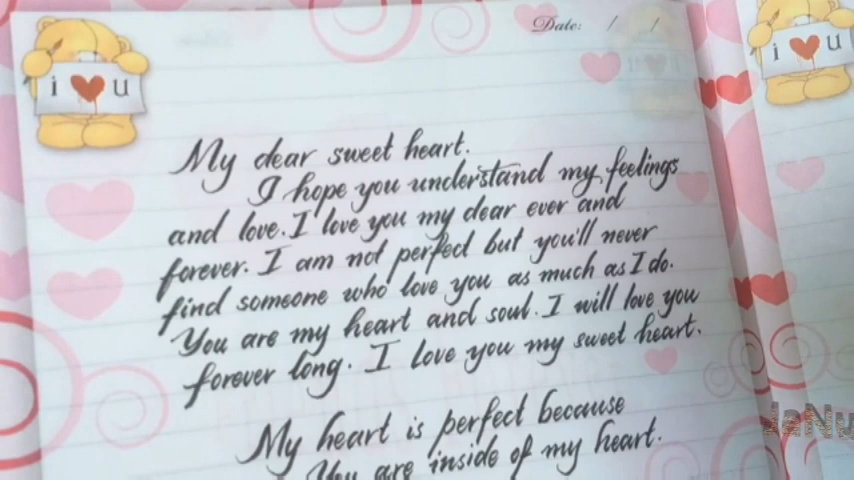 i u
Date: / /
i u
My dear sweet heart.
I hope you understand my feelings
and love. I love you my dear ever and
forever. I am not perfect but you'll never
find someone who love you as much as I do.
You are my heart and soul. I will love you
forever long. I love you my sweet heart.
My heart is perfect because
You are inside of my heart.
JaNu